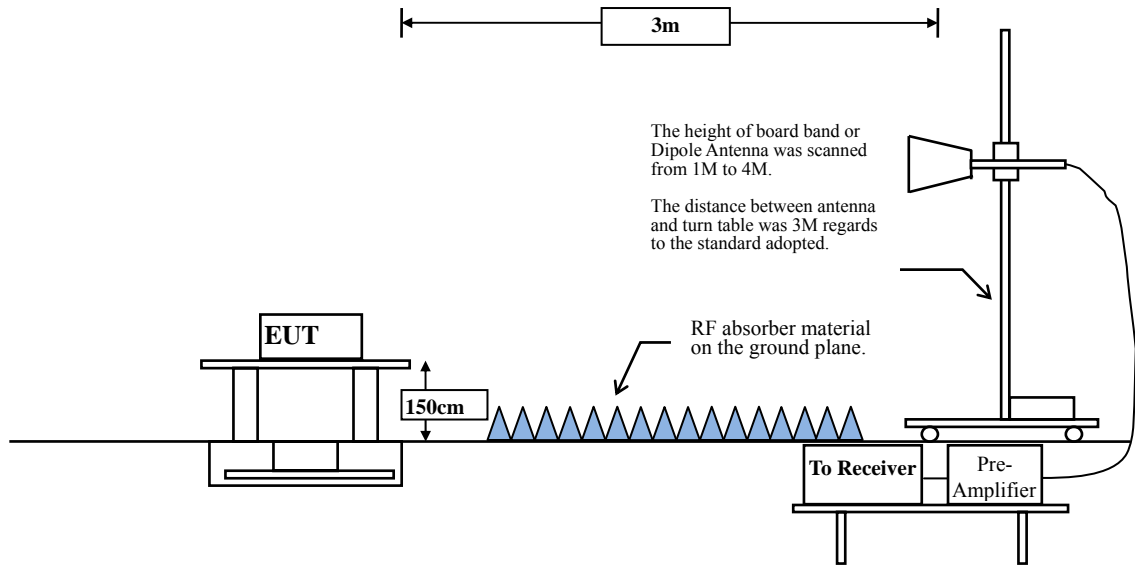 3m
The height of board band or
Dipole Antenna was scanned
from 1M to 4M.
The distance between antenna
and turn table was 3M regards
to the standard adopted.
EUT
RF absorber material
on the ground plane.
150cm
To Receiver
Pre-
Amplifier